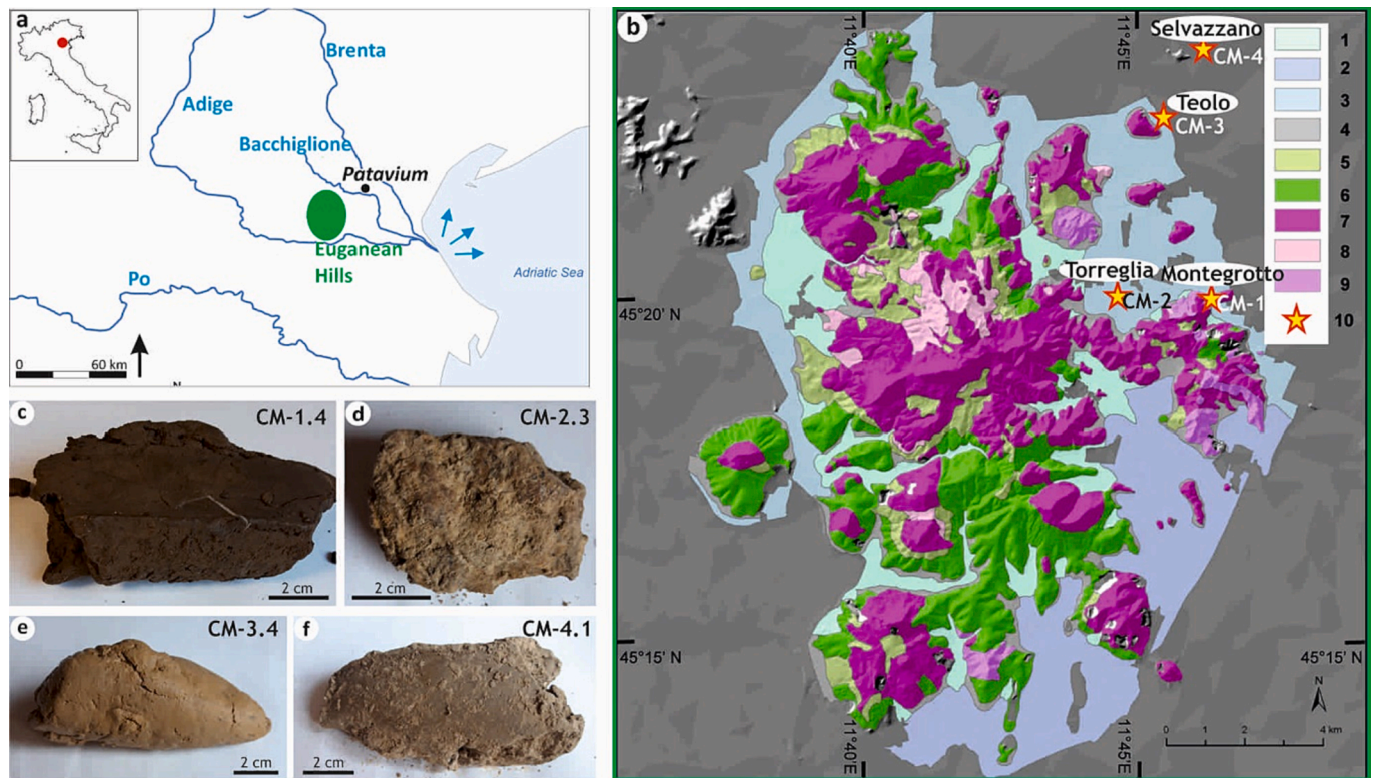 a
Brenta
Adige
Bacchiglione
Patavium
Euganean
Hills
Adriatic Sea
Po
0 60 km
c
CM-1.4
2 cm
d
CM-2.3
2 cm
e
CM-3.4
2 cm
f
CM-4.1
2 cm
b
11°40'E
11°45'E
Selvazzano
CM-4
Teolo
CM-3
Torreglia
CM-2
Montegrotto
CM-1
1
2
3
4
5
6
7
8
9
10
45°20' N
45°15' N
45°15' N
11°40'E
11°45'E
N
0 1 2 4 km